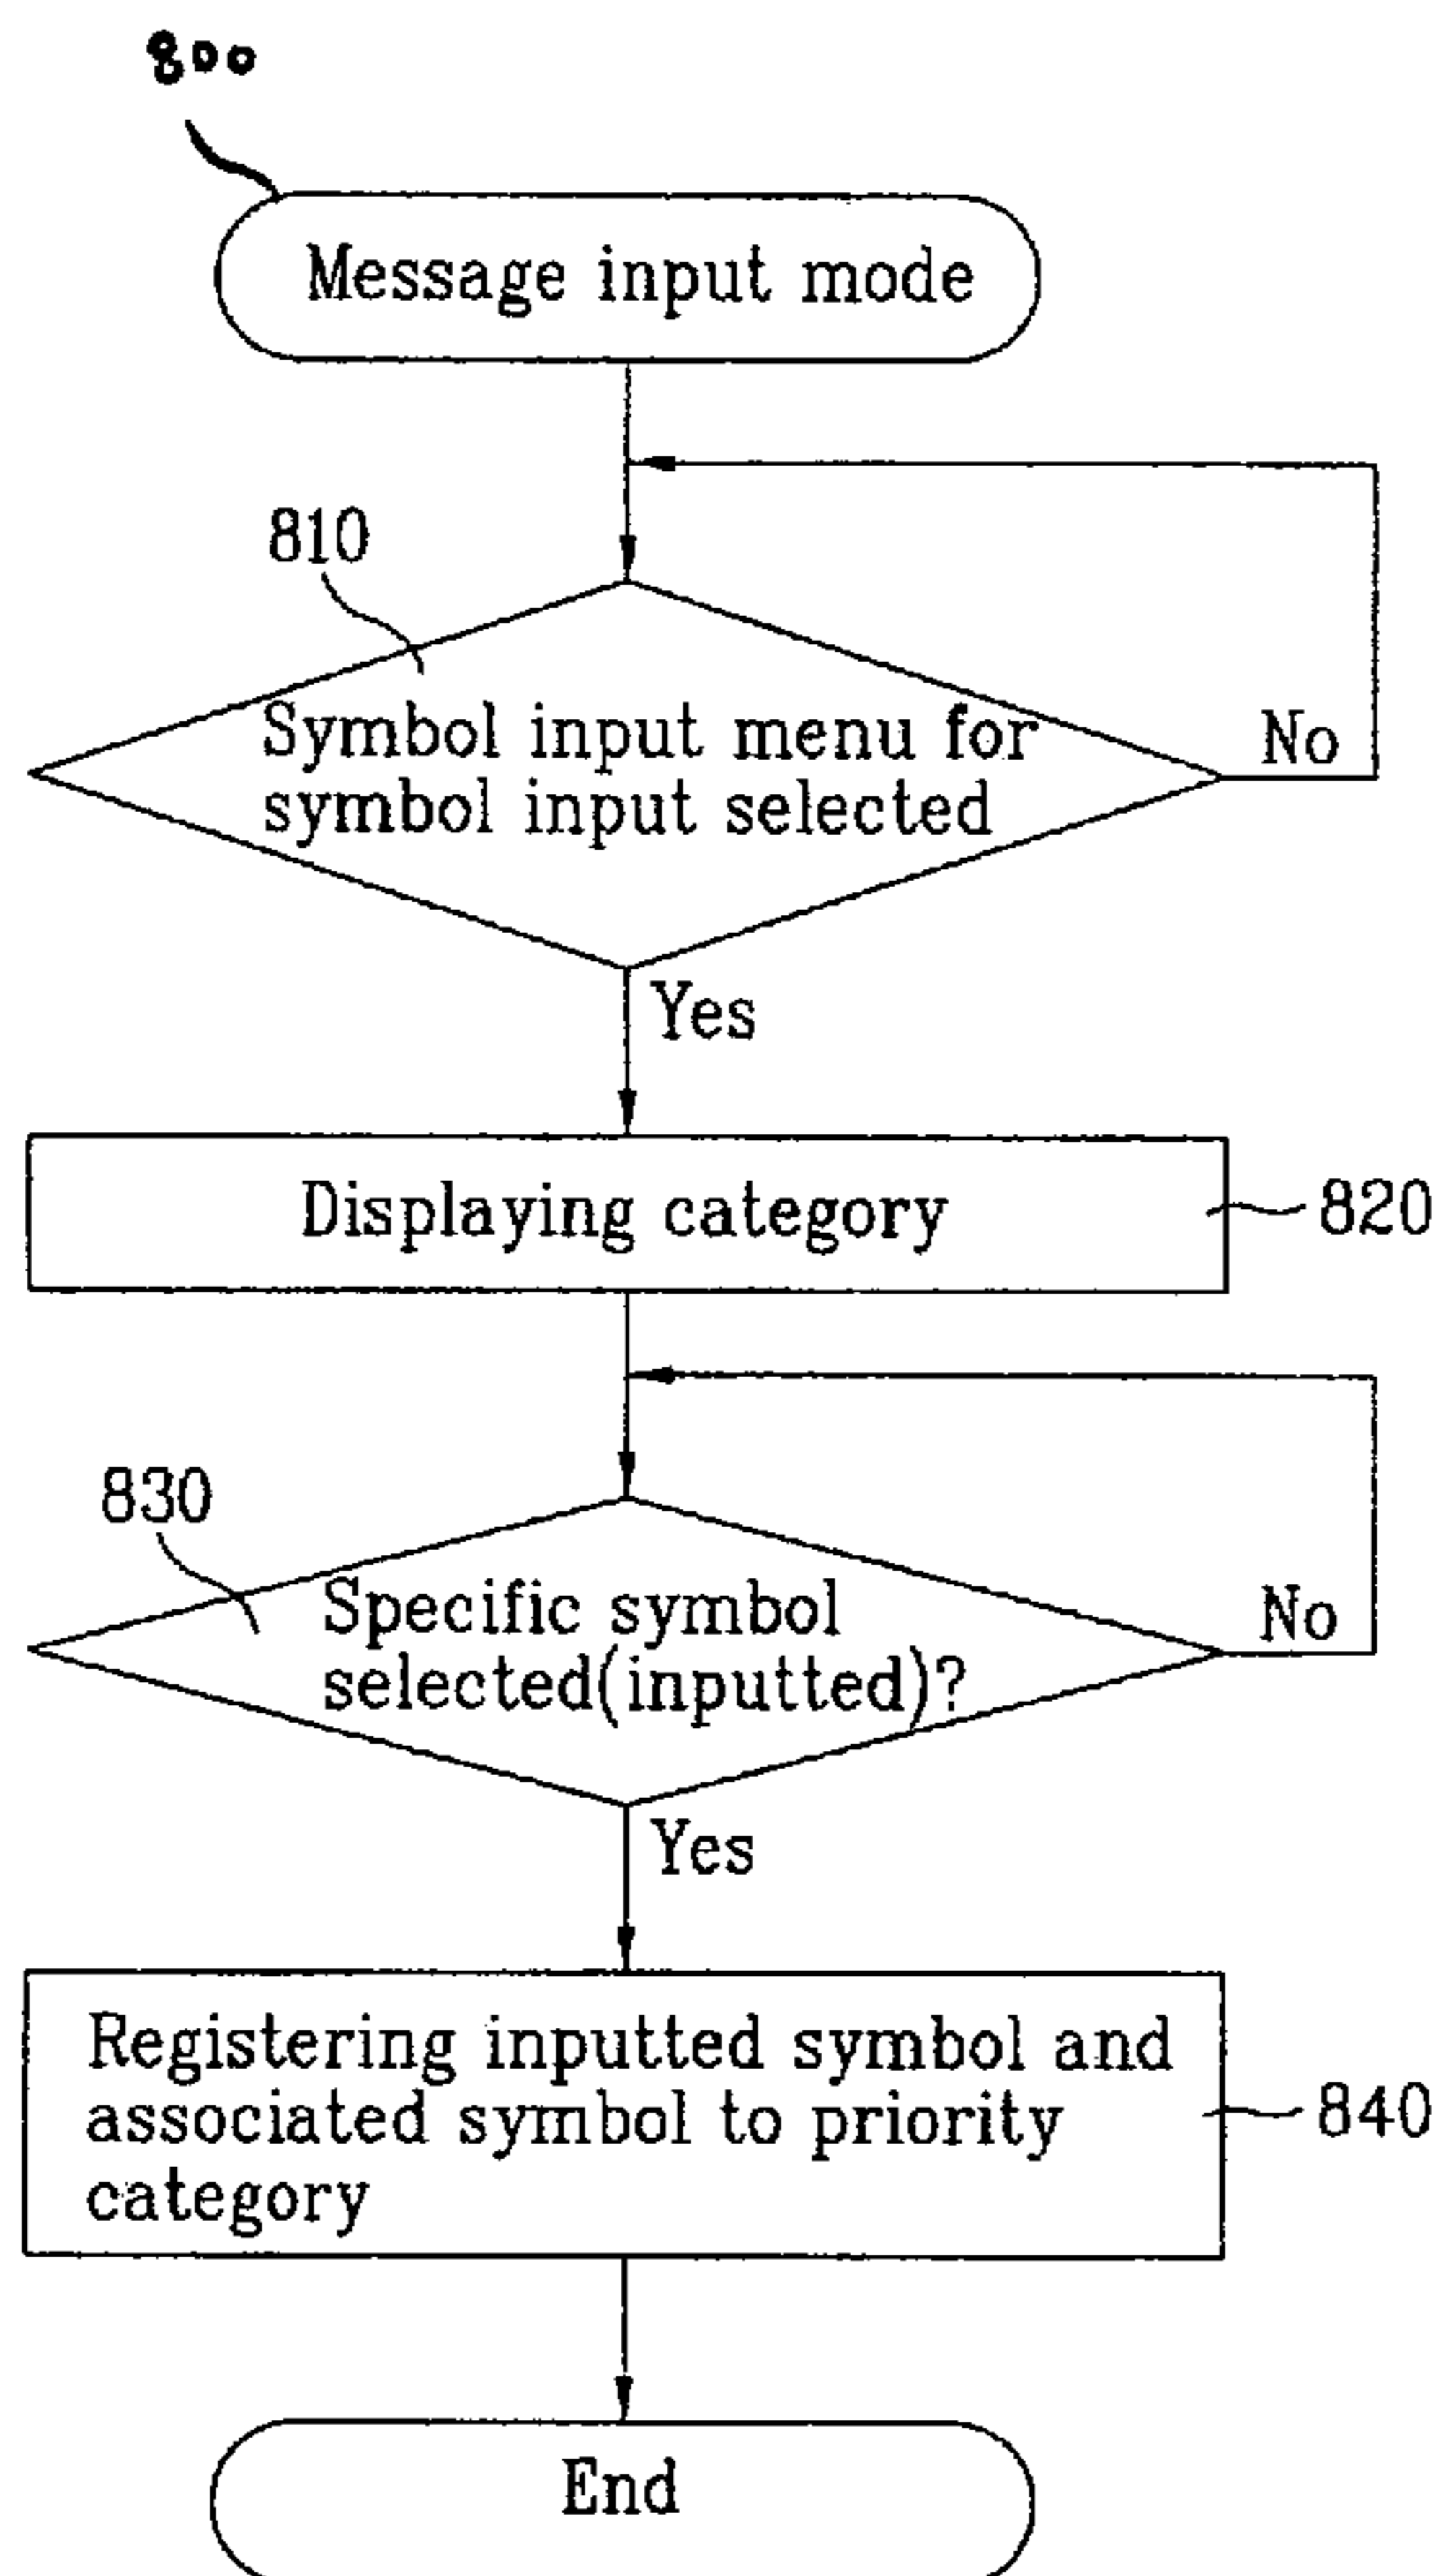 800
Message input mode
810
Symbol input menu for
symbol input selected
No
Yes
Displaying category
820
830
Specific symbol
selected(inputted)?
No
Yes
Registering inputted symbol and
associated symbol to priority
category
840
End